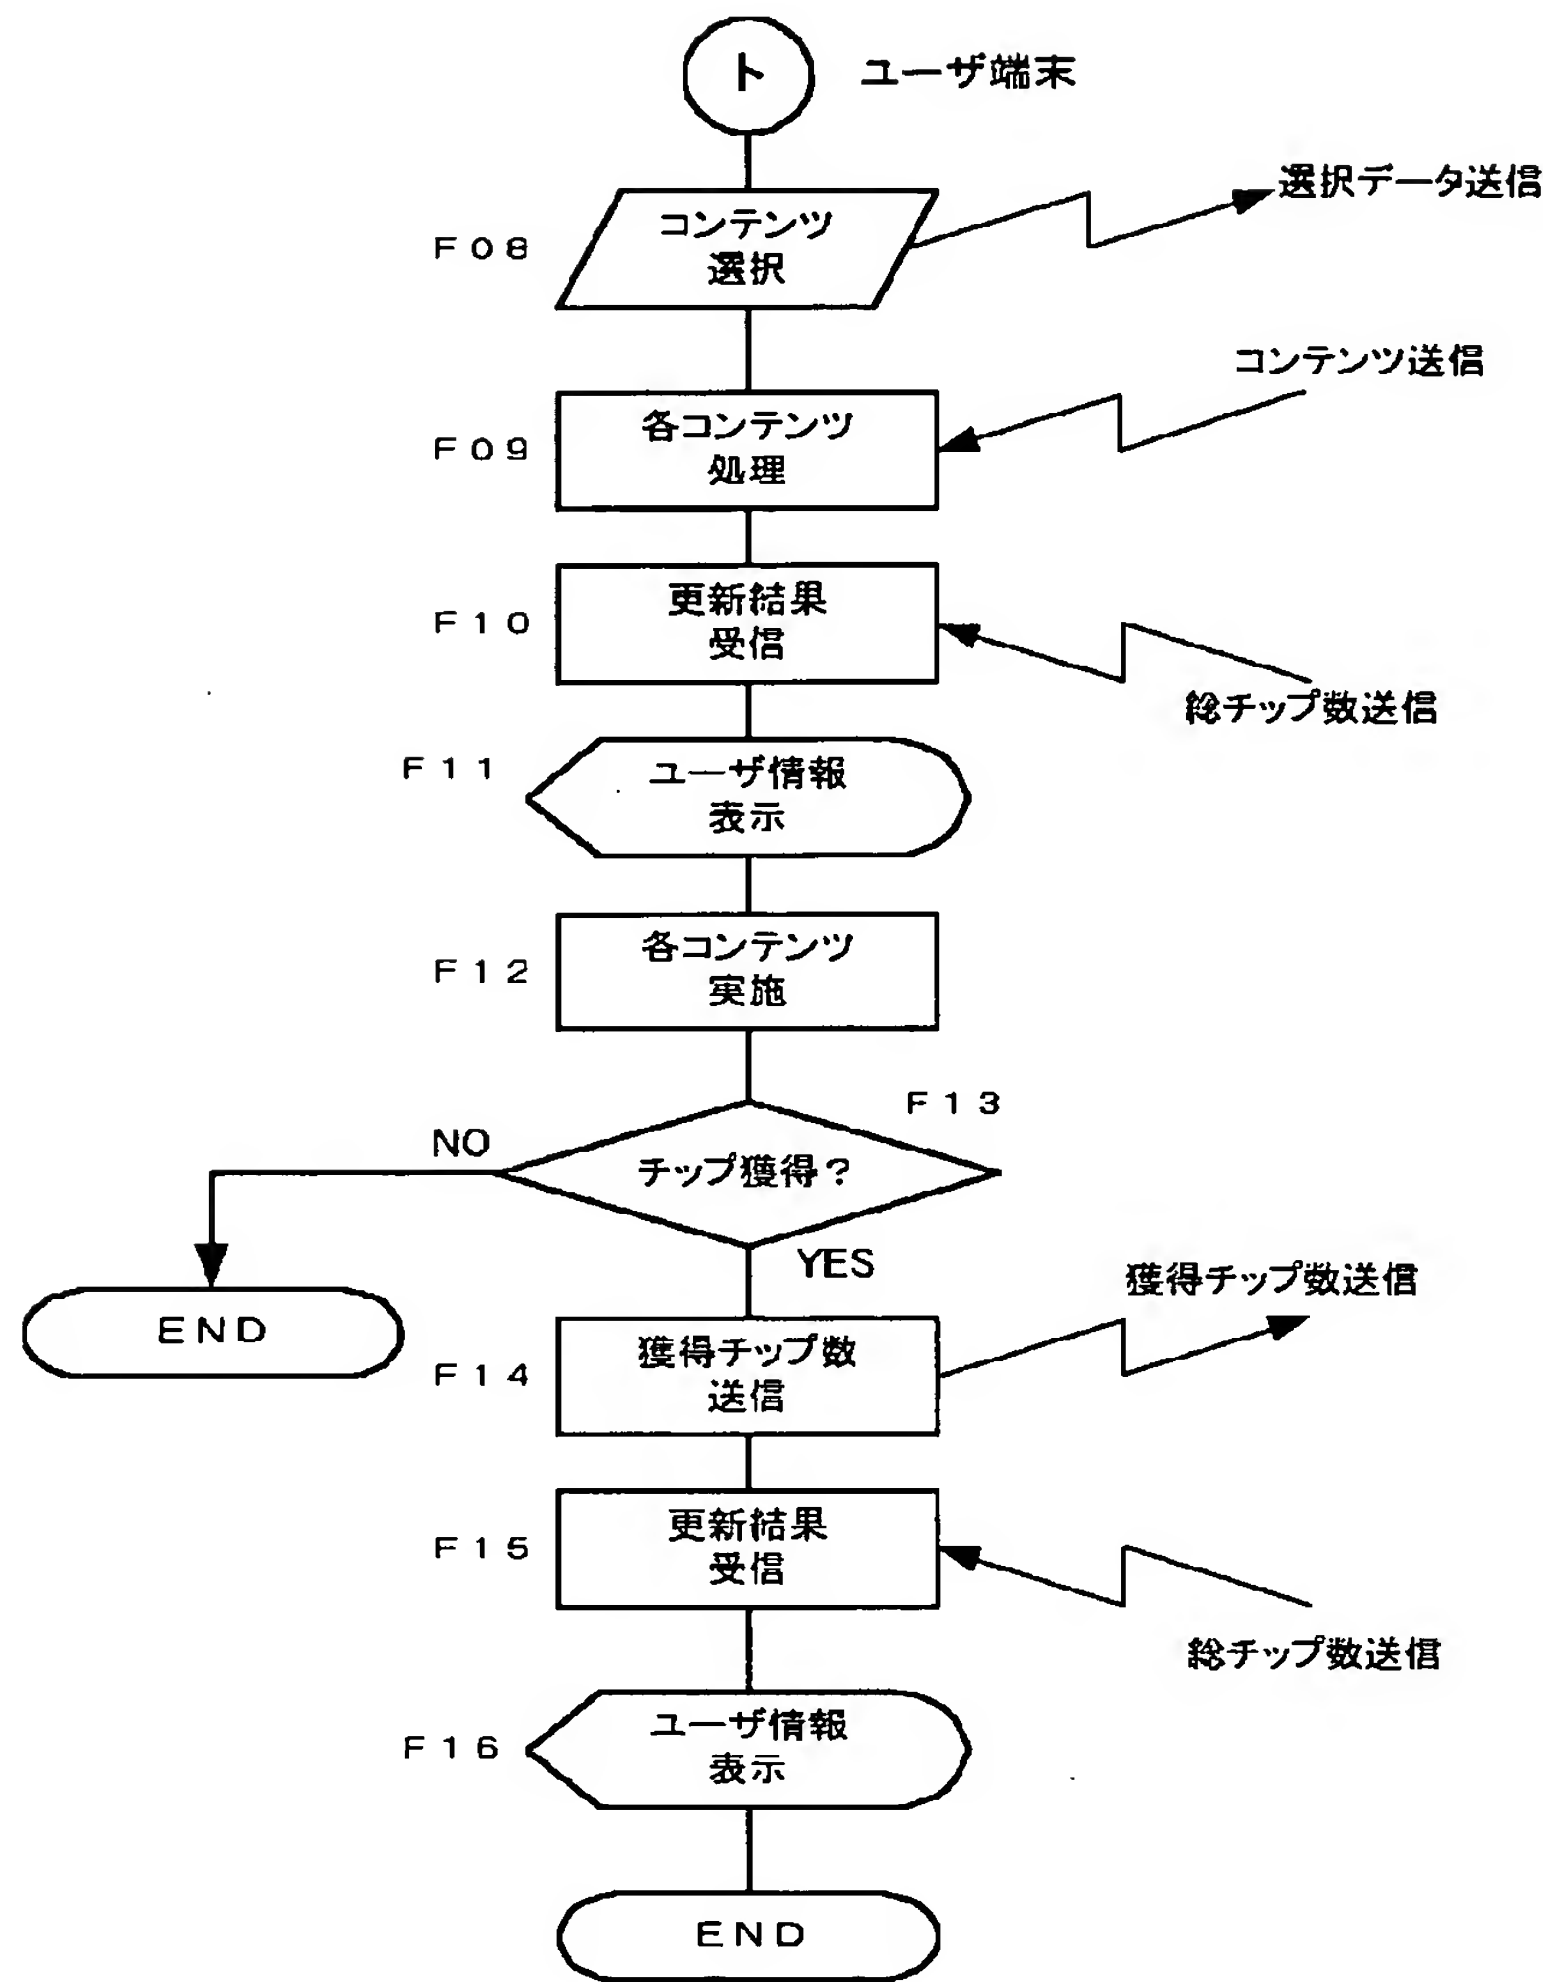 ト
ユーザ端末
選択データ送信
F08
コンテンツ
選択
コンテンツ送信
F09
各コンテンツ
処理
F10
更新結果
受信
総チップ数送信
F11
ユーザ情報
表示
F12
各コンテンツ
実施
F13
NO
チップ獲得?
YES
獲得チップ数送信
END
F14
獲得チップ数
送信
F15
更新結果
受信
総チップ数送信
F16
ユーザ情報
表示
END